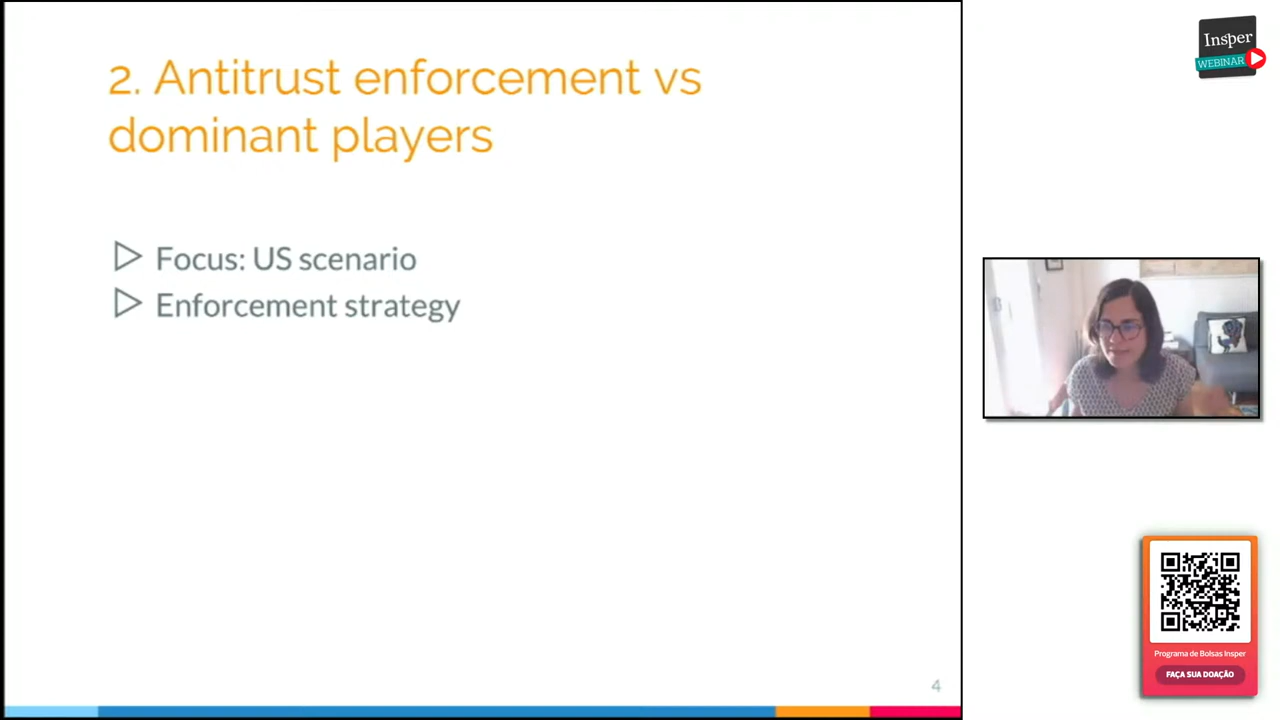 2. Antitrust enforcement vs
dominant players
Focus: US scenario
Enforcement strategy
4
Insper
WEBINAR
Programa de Bolsas Insper
FAÇA SUA DOAÇÃO